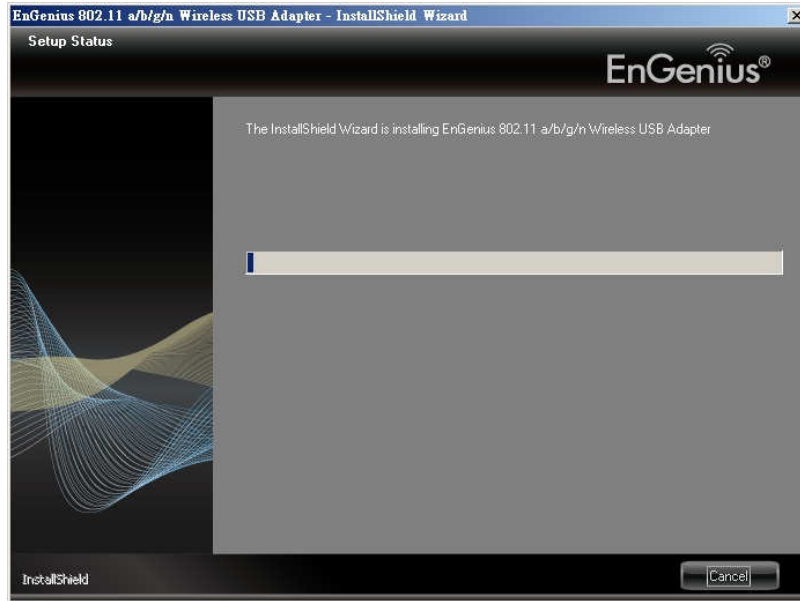 EnGenius 802.11 a/b/g/n Wireless USB Adapter - InstallShield Wizard
Setup Status
EnGenius®
The InstallShield Wizard is installing EnGenius 802.11 a/b/g/n Wireless USB Adapter
InstallShield
Cancel